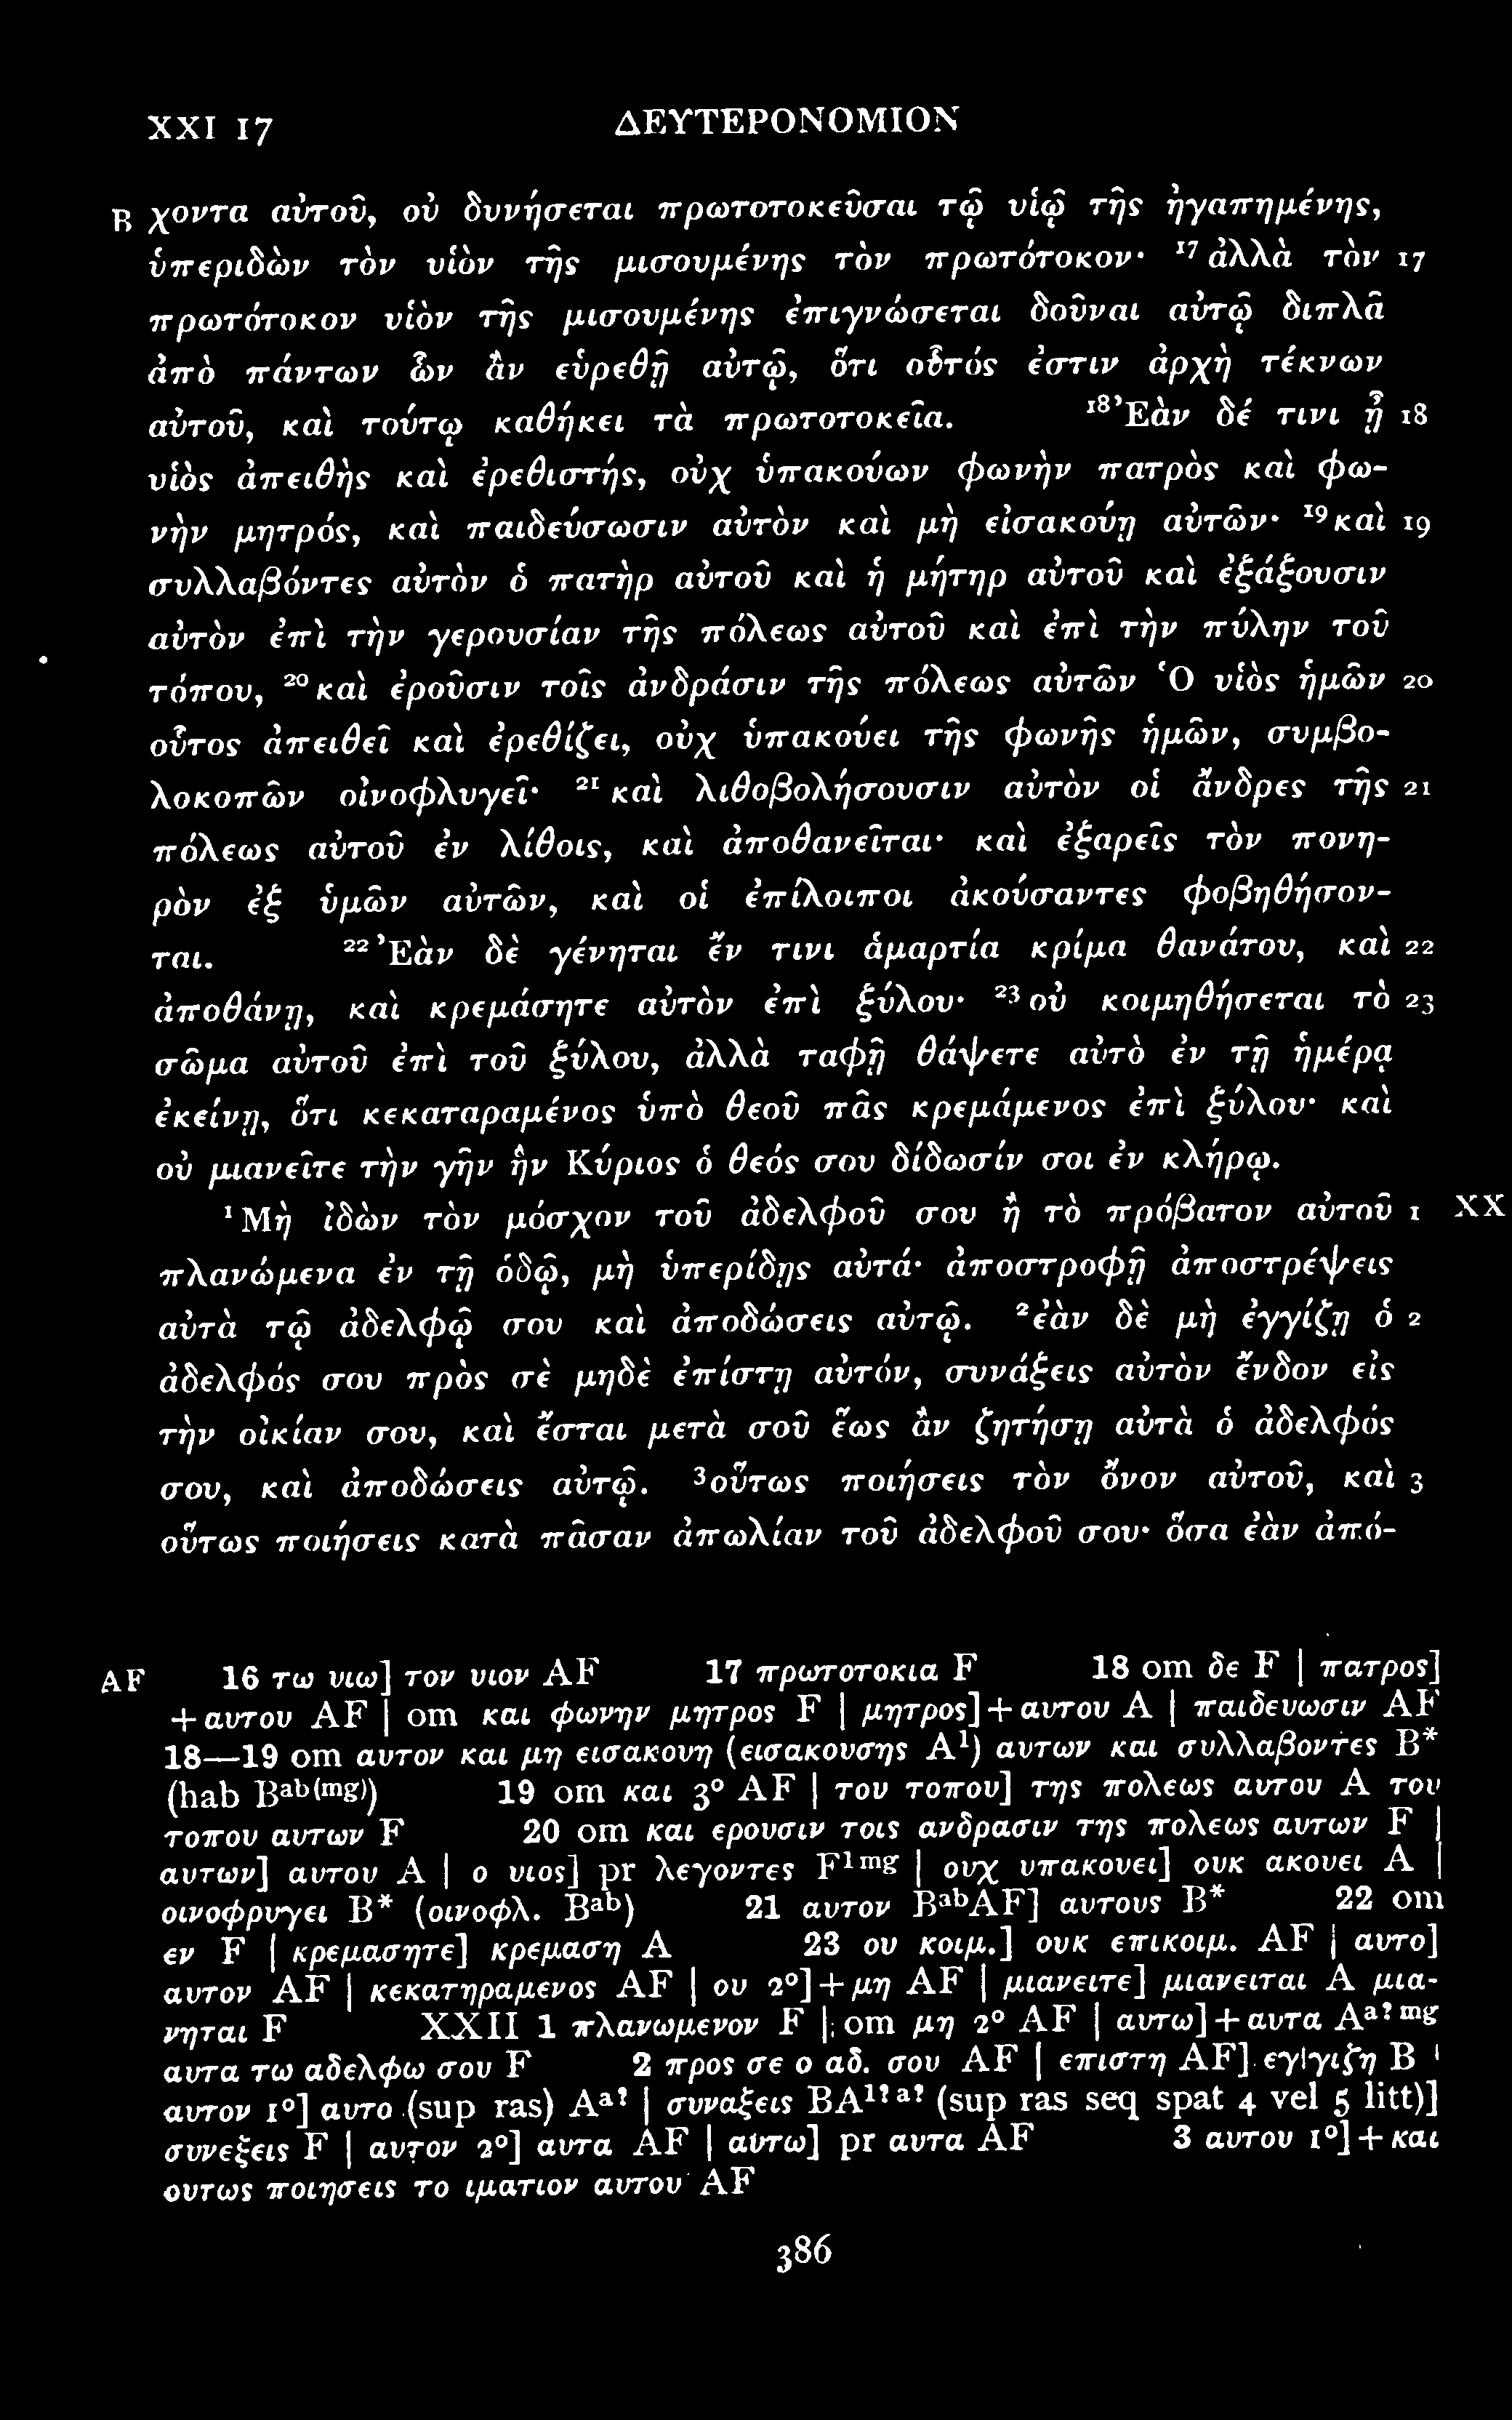 XXI 17 ΔΕΥΤΕΡΟΝΟΜΙΟΝ
B χοντα αὐτοῦ, οὐ δυνήσεται πρωτοτοκεῦσαι τῷ υἱῷ τῆς ἠγαπημένης,
ὑπεριδὼν τὸν υἱὸν τῆς μισουμένης τὸν πρωτότοκον· ¹⁷ ἀλλὰ τὸν 17
πρωτότοκον υἱὸν τῆς μισουμένης ἐπιγνώσεται δοῦναι αὐτῷ διπλᾶ
ἀπὸ πάντων ὧν ἂν εὑρεθῇ αὐτῷ, ὅτι οὗτός ἐστιν ἀρχὴ τέκνων
αὐτοῦ, καὶ τούτῳ καθήκει τὰ πρωτοτοκεῖα. ¹⁸Ἐὰν δέ τινι ᾖ 18
υἱὸς ἀπειθὴς καὶ ἐρεθιστής, οὐχ ὑπακούων φωνὴν πατρὸς καὶ φω-
νὴν μητρός, καὶ παιδεύσωσιν αὐτὸν καὶ μὴ εἰσακούῃ αὐτῶν· ¹⁹καὶ 19
συλλαβόντες αὐτὸν ὁ πατὴρ αὐτοῦ καὶ ἡ μήτηρ αὐτοῦ καὶ ἐξάξουσιν
αὐτὸν ἐπὶ τὴν γερουσίαν τῆς πόλεως αὐτοῦ καὶ ἐπὶ τὴν πύλην τοῦ
τόπου, ²⁰καὶ ἐροῦσιν τοῖς ἀνδράσιν τῆς πόλεως αὐτῶν Ὁ υἱὸς ἡμῶν 20
οὗτος ἀπειθεῖ καὶ ἐρεθίζει, οὐχ ὑπακούει τῆς φωνῆς ἡμῶν, συμβο-
λοκοπῶν οἰνοφλυγεῖ· ²¹ καὶ λιθοβολήσουσιν αὐτὸν οἱ ἄνδρες τῆς 21
πόλεως αὐτοῦ ἐν λίθοις, καὶ ἀποθανεῖται· καὶ ἐξαρεῖς τὸν πονη-
ρὸν ἐξ ὑμῶν αὐτῶν, καὶ οἱ ἐπίλοιποι ἀκούσαντες φοβηθήσον-
ται. ²²Ἐὰν δὲ γένηται ἔν τινι ἁμαρτία κρίμα θανάτου, καὶ 22
ἀποθάνῃ, καὶ κρεμάσητε αὐτὸν ἐπὶ ξύλου· ²³οὐ κοιμηθήσεται τὸ 23
σῶμα αὐτοῦ ἐπὶ τοῦ ξύλου, ἀλλὰ ταφῇ θάψετε αὐτὸ ἐν τῇ ἡμέρᾳ
ἐκείνῃ, ὅτι κεκαταραμένος ὑπὸ θεοῦ πᾶς κρεμάμενος ἐπὶ ξύλου· καὶ
οὐ μιανεῖτε τὴν γῆν ἣν Κύριος ὁ θεός σου δίδωσίν σοι ἐν κλήρῳ.
¹Μὴ ἰδὼν τὸν μόσχον τοῦ ἀδελφοῦ σου ἢ τὸ πρόβατον αὐτοῦ 1 XX
πλανώμενα ἐν τῇ ὁδῷ, μὴ ὑπερίδῃς αὐτά· ἀποστροφῇ ἀποστρέψεις
αὐτὰ τῷ ἀδελφῷ σου καὶ ἀποδώσεις αὐτῷ. ²ἐὰν δὲ μὴ ἐγγίζῃ ὁ 2
ἀδελφός σου πρὸς σὲ μηδὲ ἐπίστῃ αὐτόν, συνάξεις αὐτὸν ἔνδον εἰς
τὴν οἰκίαν σου, καὶ ἔσται μετὰ σοῦ ἕως ἂν ζητήσῃ αὐτὰ ὁ ἀδελφός
σου, καὶ ἀποδώσεις αὐτῷ. ³οὕτως ποιήσεις τὸν ὄνον αὐτοῦ, καὶ 3
οὕτως ποιήσεις κατὰ πᾶσαν ἀπωλίαν τοῦ ἀδελφοῦ σου· ὅσα ἐὰν ἀπό-
AF 16 τω υιω] τον υιον AF 17 πρωτοτοκια F 18 om δε F | πατρος]
+αυτου AF | om και φωνην μητρος F | μητρος]+αυτου A | παιδευωσιν AF
18—19 om αυτον και μη εισακουη (εισακουσης A¹) αυτων και συλλαβοντες B*
(hab Bᵃᵇ⁽ᵐᵍ⁾) 19 om και 3° AF | του τοπου] της πολεως αυτου A του
τοπου αυτων F 20 om και ερουσιν τοις ανδρασιν της πολεως αυτων F |
αυτων] αυτου A | ο υιος] pr λεγοντες F¹ᵐᵍ | ουχ υπακουει] ουκ ακουει A |
οινοφρυγει B* (οινοφλ. Bᵃᵇ) 21 αυτον BᵃᵇAF] αυτους B* 22 om
εν F | κρεμασητε] κρεμαση A 23 ου κοιμ.] ουκ επικοιμ. AF | αυτο]
αυτον AF | κεκατηραμενος AF | ου 2°]+μη AF | μιανειτε] μιανειται A μια-
νηται F XXII 1 πλανωμενον F | om μη 2° AF | αυτω]+αυτα Aᵃ?ᵐᵍ
αυτα τω αδελφω σου F 2 προς σε ο αδ. σου AF | επιστη AF] εγ|γιζη B |
αυτον 1°] αυτο (sup ras) Aᵃ? | συναξεις BA¹?ᵃ? (sup ras seq spat 4 vel 5 litt)]
συνεξεις F | αυτον 2°] αυτα AF | αυτω] pr αυτα AF 3 αυτου 1°]+και
ουτως ποιησεις το ιματιον αυτου AF
386